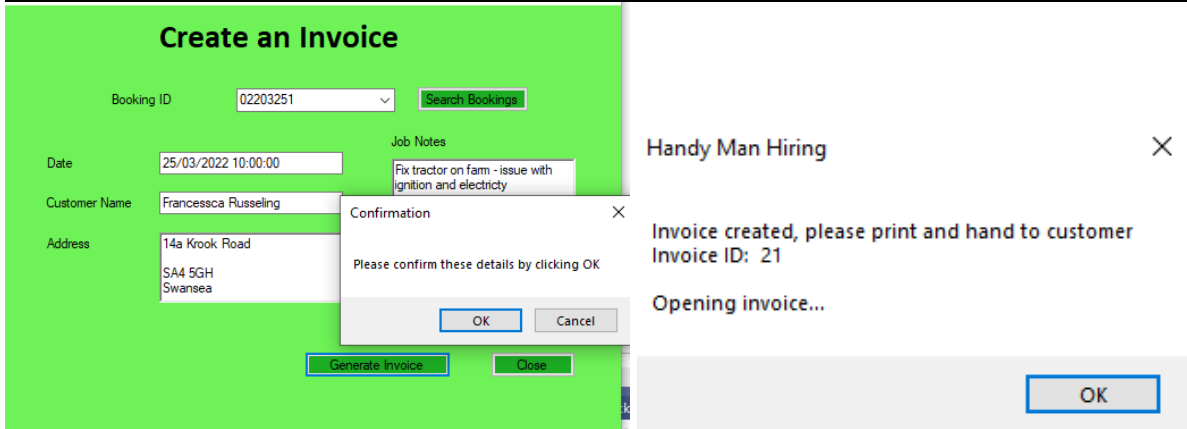 Create an Invoice
Booking ID
02203251
Search Bookings
Date
25/03/2022 10:00:00
Customer Name
Francessca Russeling
Address
14a Krook Road
SA4 5GH
Swansea
Job Notes
Fix tractor on farm - issue with
ignition and electricty
Confirmation
Please confirm these details by clicking OK
OK
Cancel
Generate Invoice
Close
Handy Man Hiring
Invoice created, please print and hand to customer
Invoice ID: 21
Opening invoice...
OK